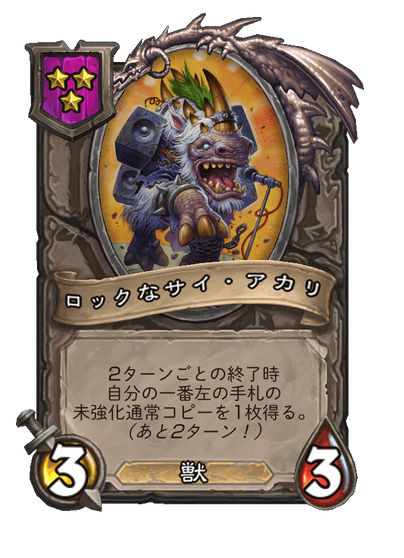 ロックなサイ・アカリ
2ターンごとの終了時
自分の一番左の手札の
未強化通常コピーを1枚得る。
(あと2ターン！)
3
獣
3